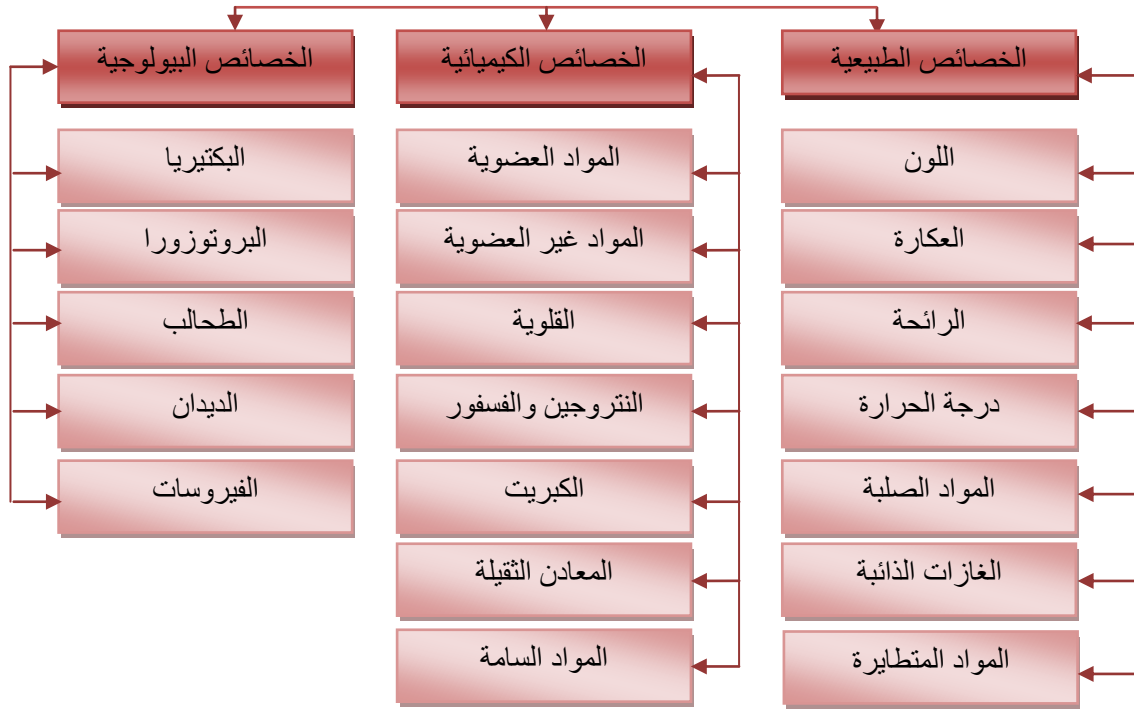 الخصائص الطبيعية
اللون
العكارة
الرائحة
درجة الحرارة
المواد الصلبة
الغازات الذائبة
المواد المتطايرة
الخصائص الكيميائية
المواد العضوية
المواد غير العضوية
القلوية
النتروجين والفسفور
الكبريت
المعادن الثقيلة
المواد السامة
الخصائص البيولوجية
البكتيريا
البروتوزورا
الطحالب
الديدان
الفيروسات